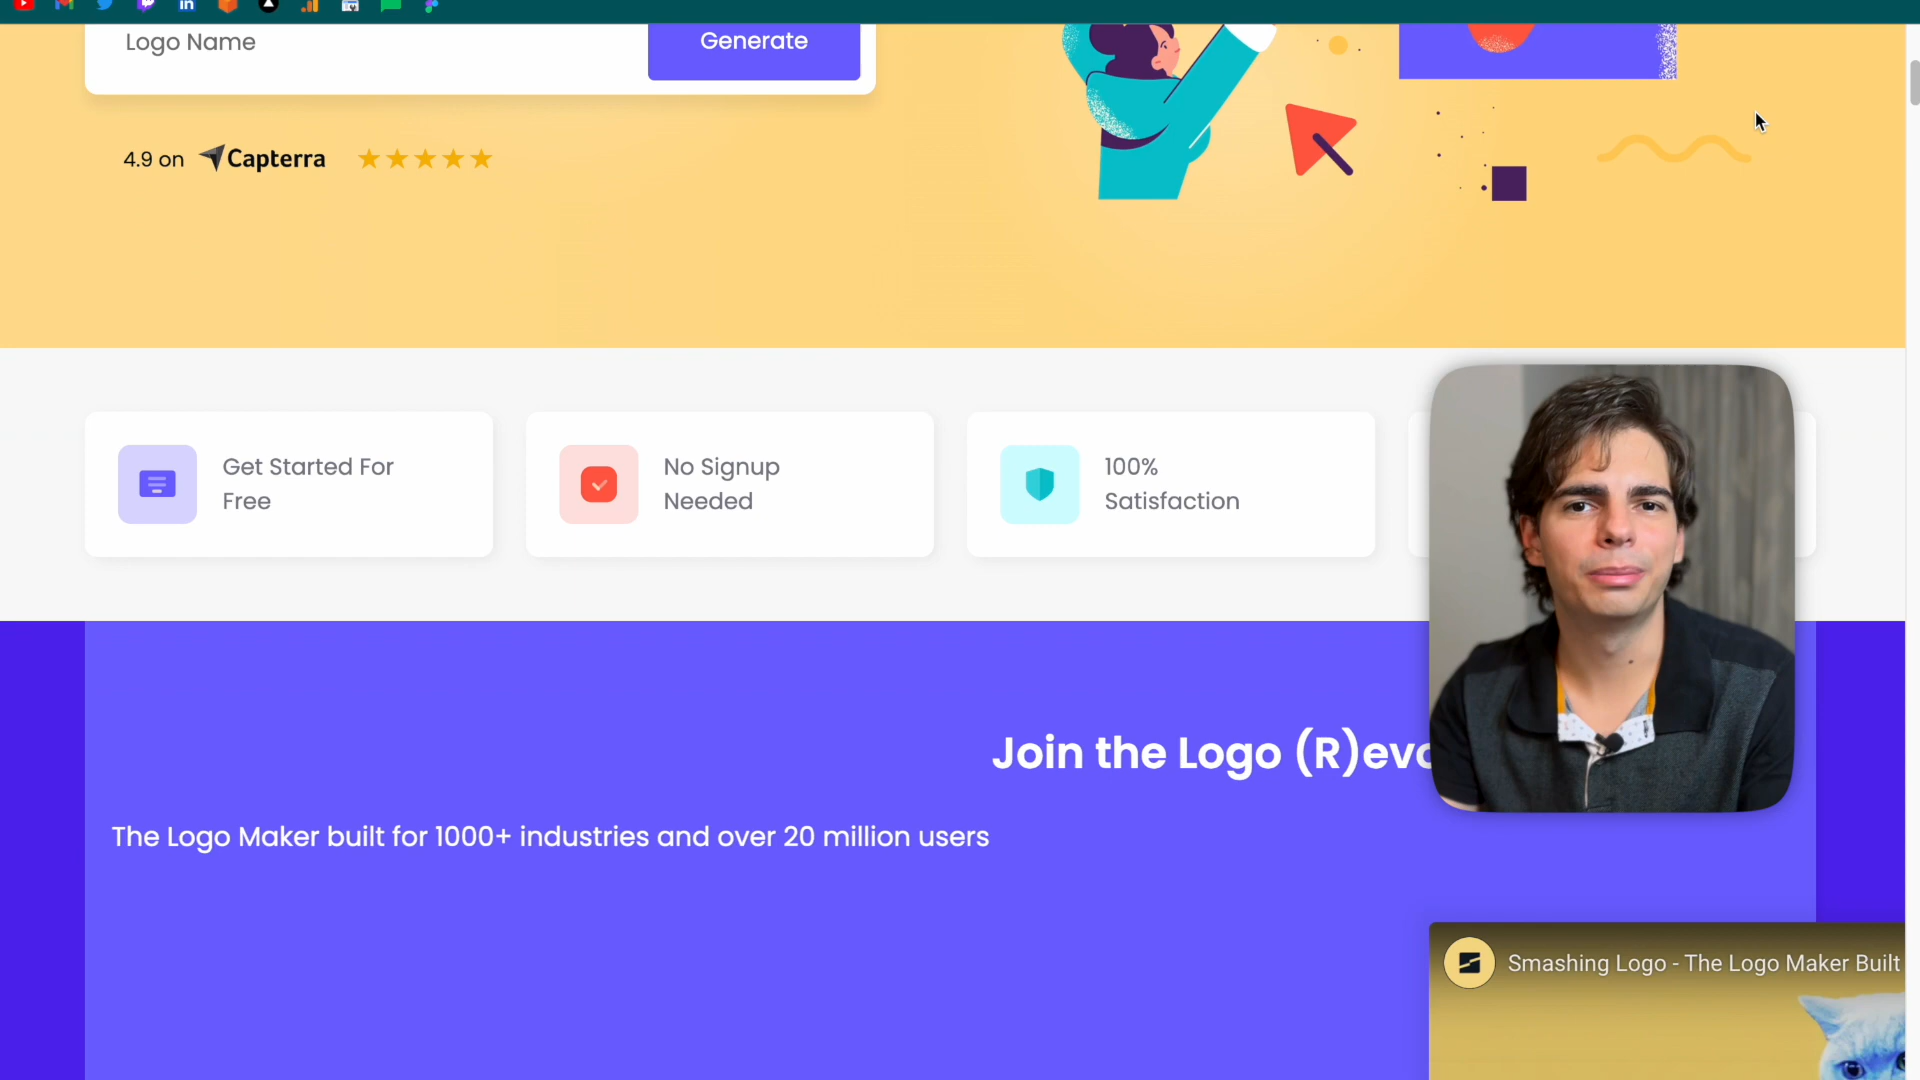 Logo Name
Generate
4.9 on Capterra
Get Started For
Free
No Signup
Needed
100%
Satisfaction
Join the Logo (R)evo
The Logo Maker built for 1000+ industries and over 20 million users
Smashing Logo - The Logo Maker Built